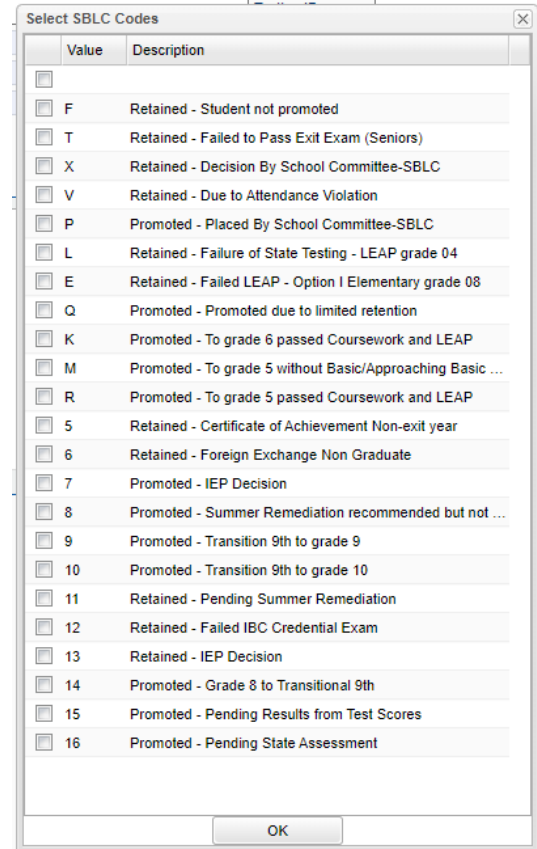 Select SBLC Codes
Value Description
F Retained - Student not promoted
T Retained - Failed to Pass Exit Exam (Seniors)
X Retained - Decision By School Committee-SBLC
V Retained - Due to Attendance Violation
P Promoted - Placed By School Committee-SBLC
L Retained - Failure of State Testing - LEAP grade 04
E Retained - Failed LEAP - Option I Elementary grade 08
Q Promoted - Promoted due to limited retention
K Promoted - To grade 6 passed Coursework and LEAP
M Promoted - To grade 5 without Basic/Approaching Basic ...
R Promoted - To grade 5 passed Coursework and LEAP
5 Retained - Certificate of Achievement Non-exit year
6 Retained - Foreign Exchange Non Graduate
7 Promoted - IEP Decision
8 Promoted - Summer Remediation recommended but not ...
9 Promoted - Transition 9th to grade 9
10 Promoted - Transition 9th to grade 10
11 Retained - Pending Summer Remediation
12 Retained - Failed IBC Credential Exam
13 Retained - IEP Decision
14 Promoted - Grade 8 to Transitional 9th
15 Promoted - Pending Results from Test Scores
16 Promoted - Pending State Assessment
OK